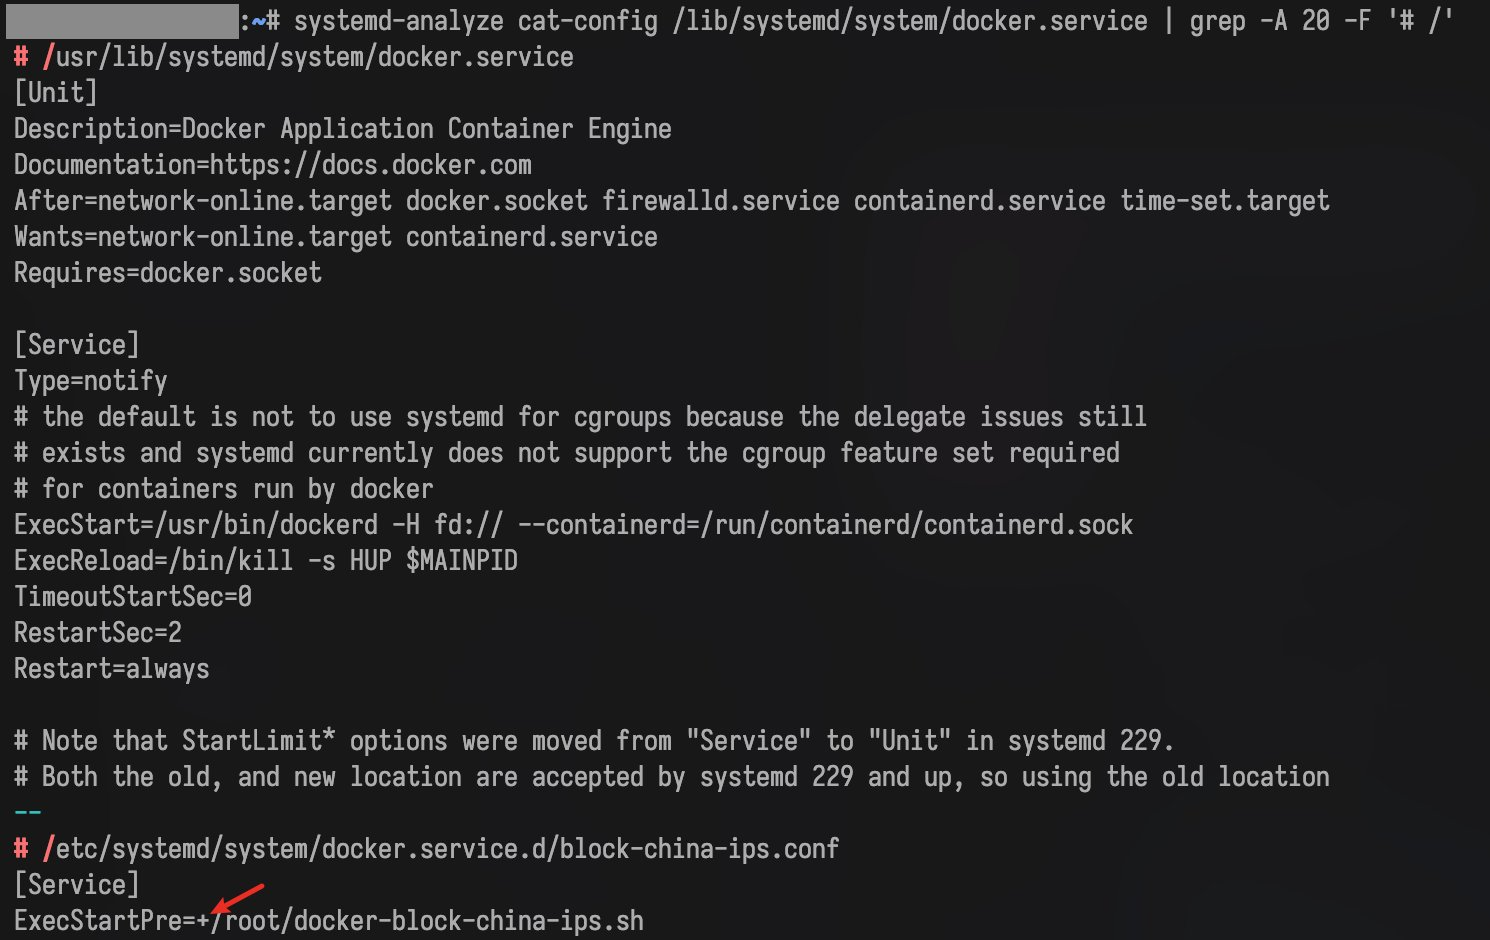 :~# systemd-analyze cat-config /lib/systemd/system/docker.service | grep -A 20 -F '# /'
# /usr/lib/systemd/system/docker.service
[Unit]
Description=Docker Application Container Engine
Documentation=https://docs.docker.com
After=network-online.target docker.socket firewalld.service containerd.service time-set.target
Wants=network-online.target containerd.service
Requires=docker.socket

[Service]
Type=notify
# the default is not to use systemd for cgroups because the delegate issues still
# exists and systemd currently does not support the cgroup feature set required
# for containers run by docker
ExecStart=/usr/bin/dockerd -H fd:// --containerd=/run/containerd/containerd.sock
ExecReload=/bin/kill -s HUP $MAINPID
TimeoutStartSec=0
RestartSec=2
Restart=always

# Note that StartLimit* options were moved from "Service" to "Unit" in systemd 229.
# Both the old, and new location are accepted by systemd 229 and up, so using the old location
--
# /etc/systemd/system/docker.service.d/block-china-ips.conf
[Service]
ExecStartPre=+/root/docker-block-china-ips.sh